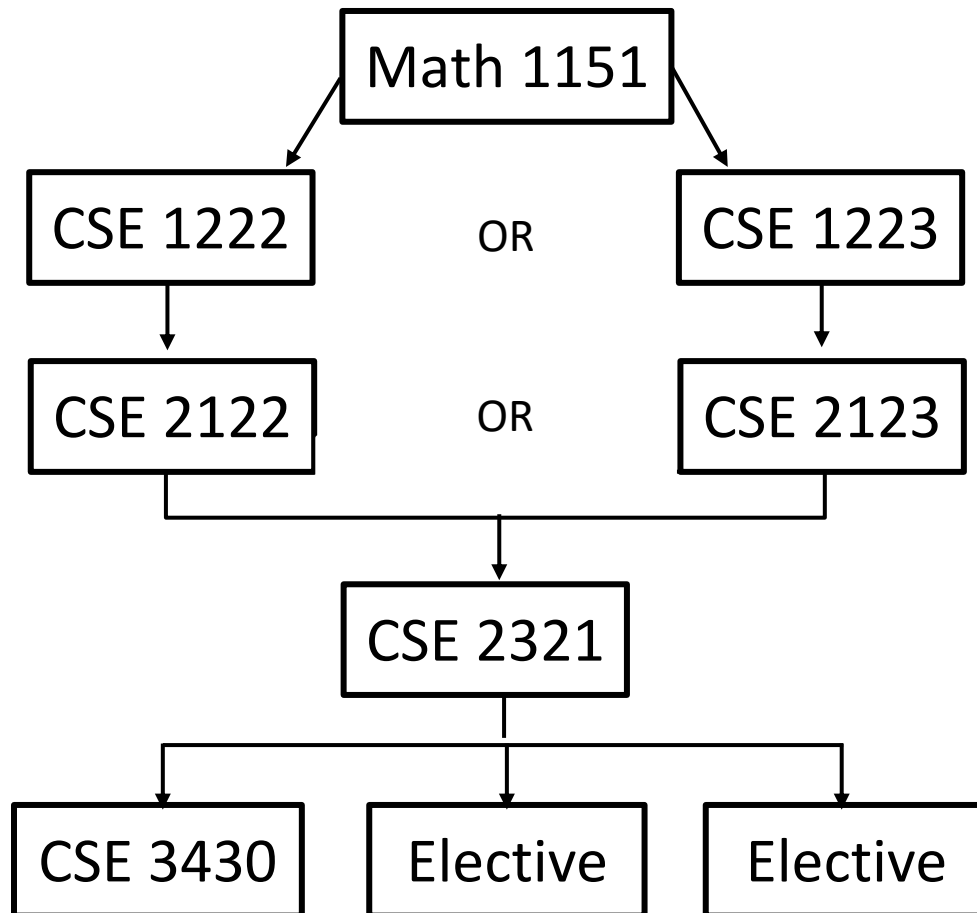 Math 1151
CSE 1222
OR
CSE 1223
CSE 2122
OR
CSE 2123
CSE 2321
CSE 3430
Elective
Elective